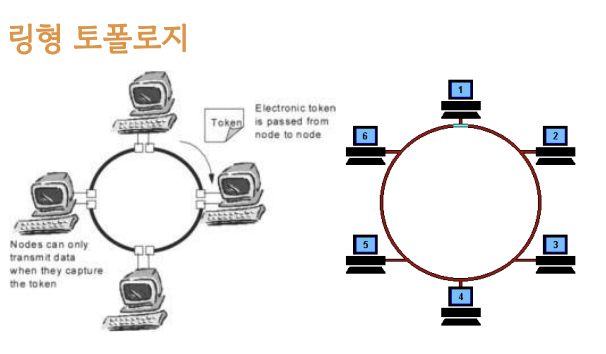 링형 토폴로지
Token
Electronic token
is passed from
node to node
Nodes can only
transmit data
when they capture
the token
1
6
2
5
3
4